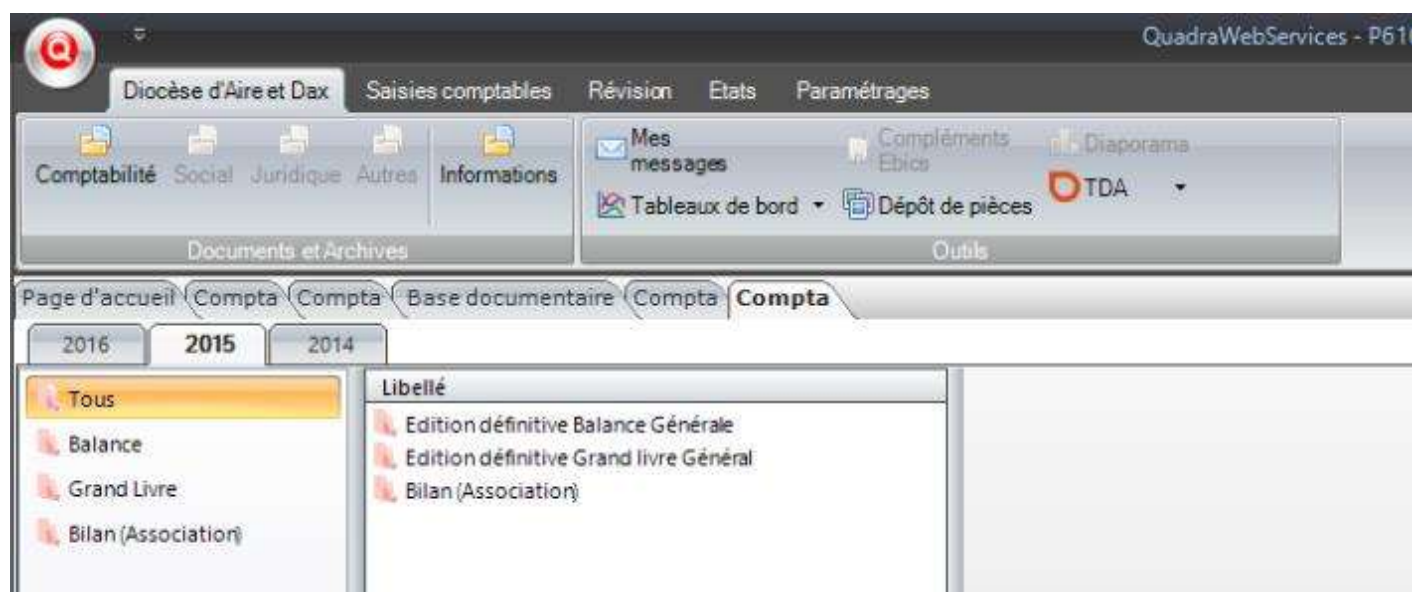 QuadraWebServices - P610
Diocèse d'Aire et Dax Saisies comptables Révision Etats Paramétrages
Comptabilité Social Juridique Autres Informations
Mes messages Compléments Ebics Diaporama
Tableaux de bord Dépôt de pièces TDA
Documents et Archives Outils
Page d'accueil Compta Compta Base documentaire Compta Compta
2016 2015 2014
Tous
Balance
Grand Livre
Bilan (Association)
Libellé
Edition définitive Balance Générale
Edition définitive Grand livre Général
Bilan (Association)